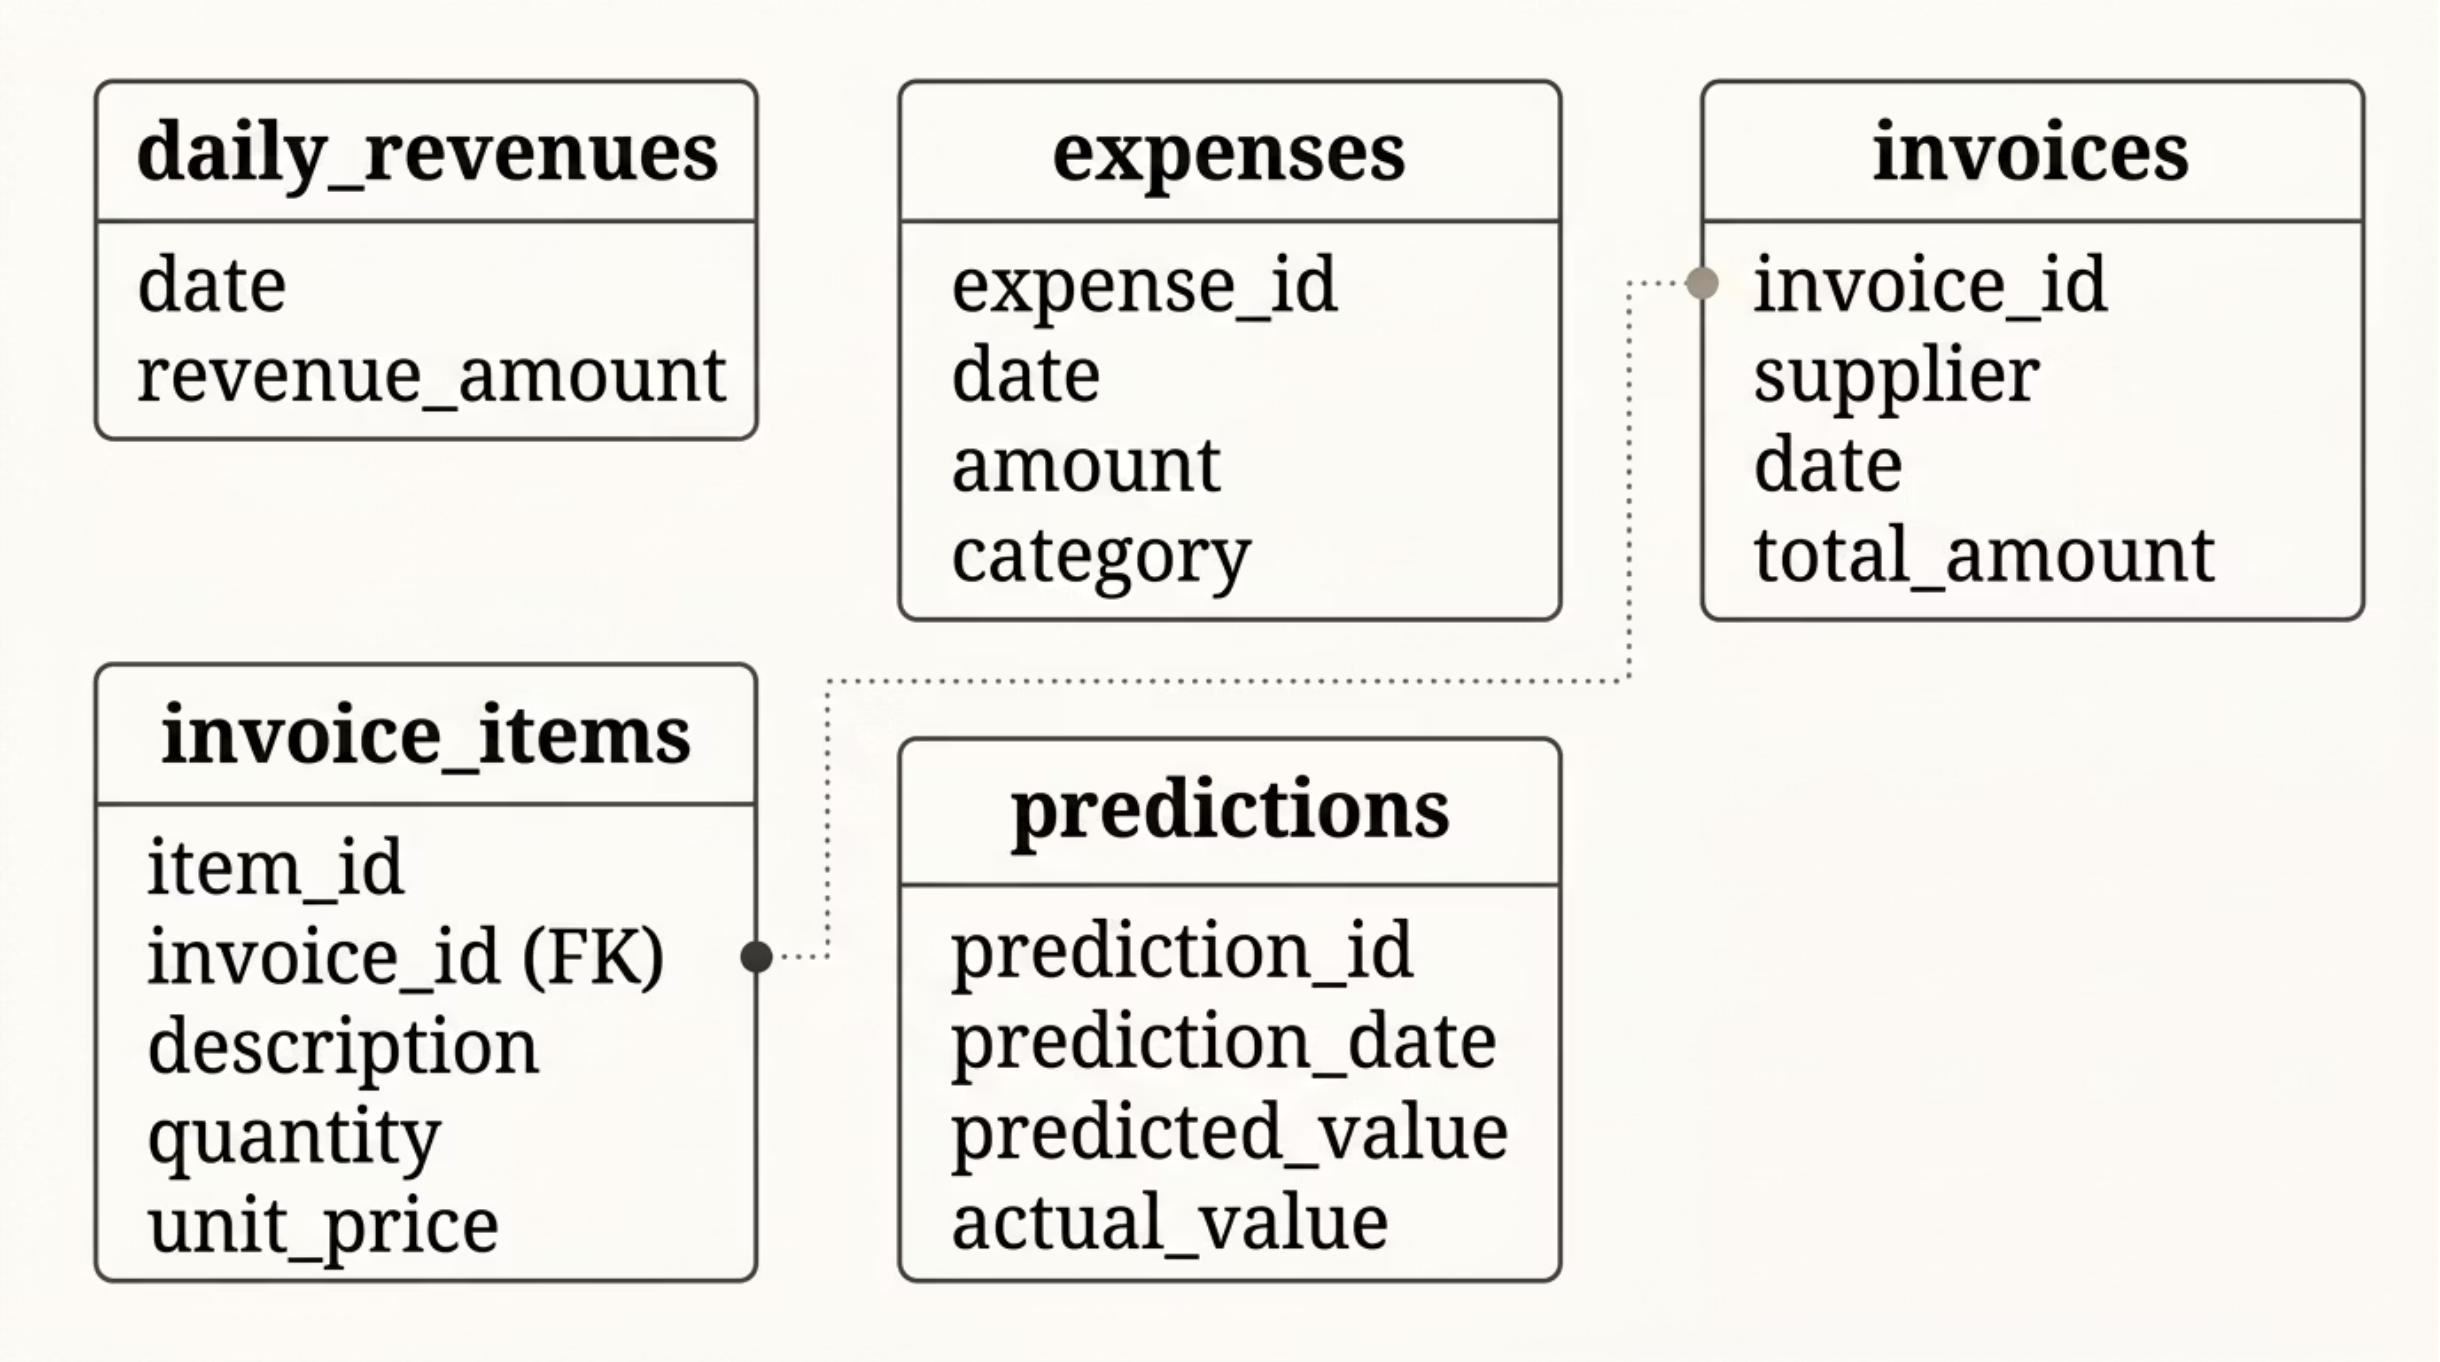 daily_revenues
date
revenue_amount
expenses
expense_id
date
amount
category
invoices
invoice_id
supplier
date
total_amount
invoice_items
item_id
invoice_id (FK)
description
quantity
unit_price
predictions
prediction_id
prediction_date
predicted_value
actual_value